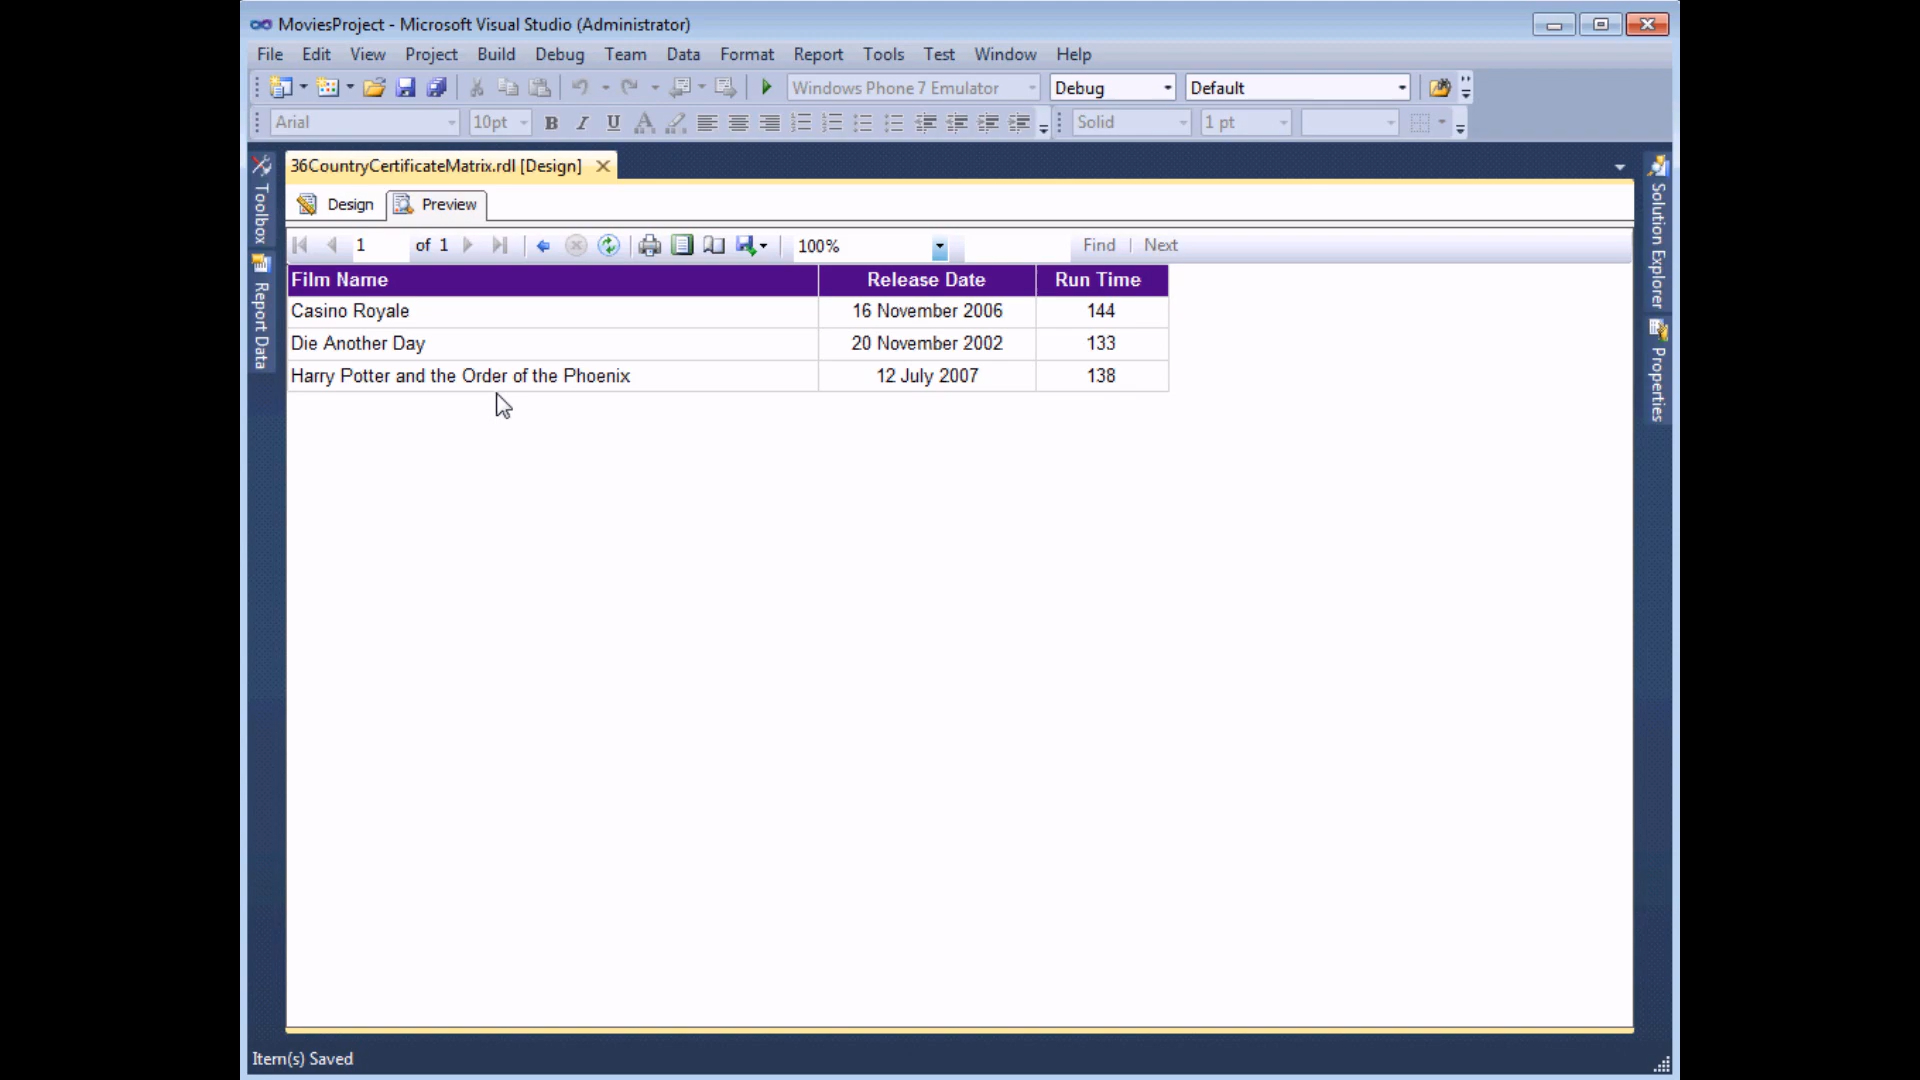 MoviesProject - Microsoft Visual Studio (Administrator)
File Edit View Project Build Debug Team Data Format Report Tools Test Window Help
Windows Phone 7 Emulator Debug Default
Arial 10pt B I U A Solid 1 pt
36CountryCertificateMatrix.rdl [Design]
Toolbox
Report Data
Solution Explorer
Properties
Design Preview
1 of 1 100% Find | Next
Film Name Release Date Run Time
Casino Royale 16 November 2006 144
Die Another Day 20 November 2002 133
Harry Potter and the Order of the Phoenix 12 July 2007 138
Item(s) Saved